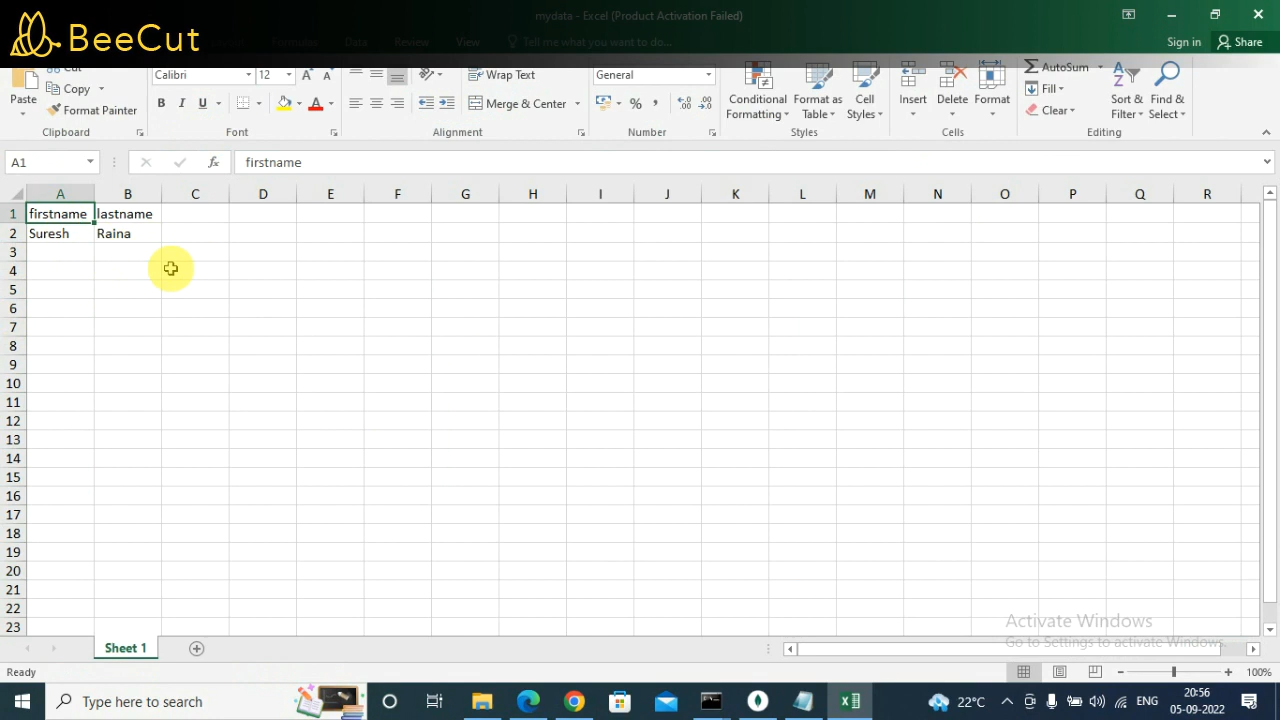 BeeCut
mydata - Excel (Product Activation Failed)
Formulas Data Review View Tell me what you want to do... Sign in Share
Paste
Cut
Copy
Format Painter
Clipboard
Calibri 12
B I U
Font
Wrap Text
Merge & Center
Alignment
General
% ,
Number
Conditional Formatting
Format as Table
Cell Styles
Styles
Insert Delete Format
Cells
AutoSum
Fill
Clear
Sort & Filter
Find & Select
Editing
A1 fx firstname
A B C D E F G H I J K L M N O P Q R
1 firstname lastname
2 Suresh Raina
3
4
5
6
7
8
9
10
11
12
13
14
15
16
17
18
19
20
21
22
23
Activate Windows
Go to Settings to activate Windows.
Sheet 1
Ready 100%
Type here to search 22°C ENG 20:56
05-09-2022